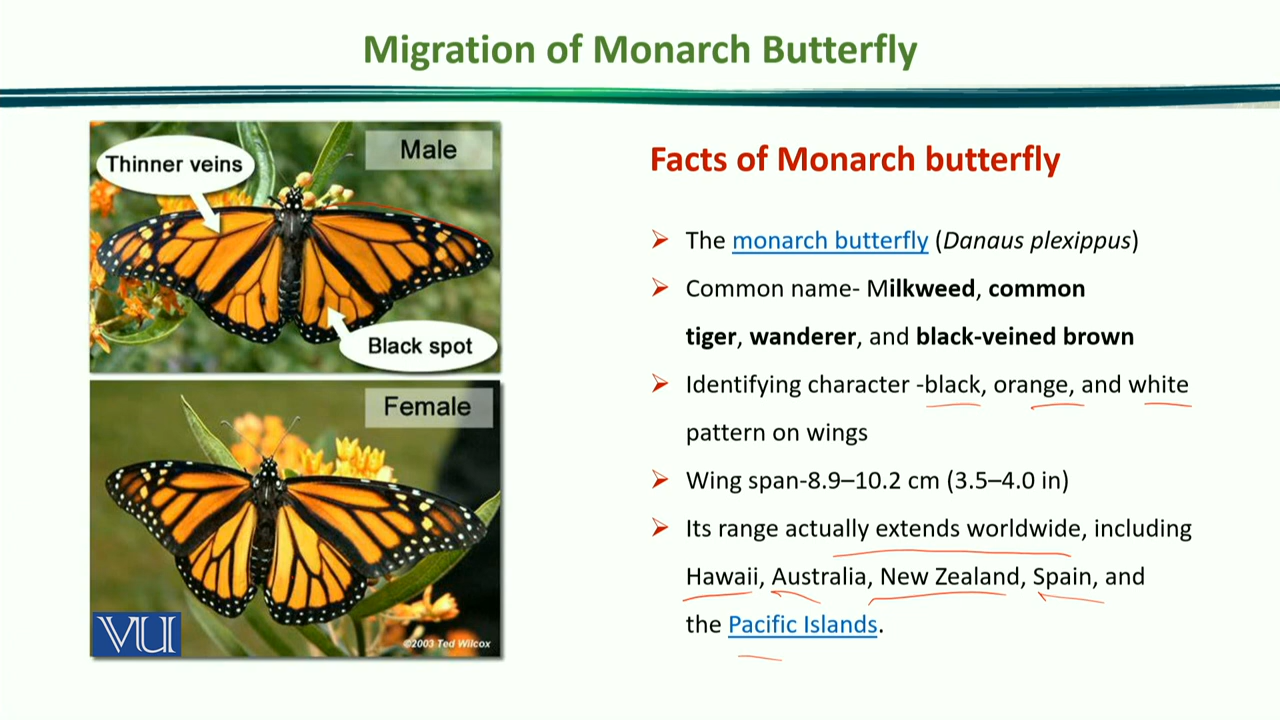 Migration of Monarch Butterfly
Thinner veins
Male
Black spot
Female
VU
©2003 Ted Wilcox
Facts of Monarch butterfly
The monarch butterfly (Danaus plexippus)
Common name- Milkweed, common
tiger, wanderer, and black-veined brown
Identifying character -black, orange, and white
pattern on wings
Wing span-8.9–10.2 cm (3.5–4.0 in)
Its range actually extends worldwide, including
Hawaii, Australia, New Zealand, Spain, and
the Pacific Islands.